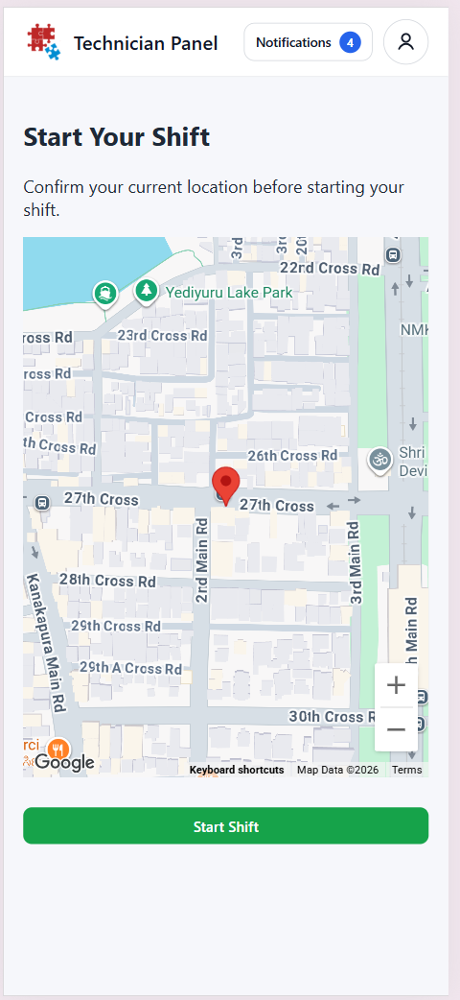 Technician Panel
Notifications 4
Start Your Shift
Confirm your current location before starting your
shift.
3rd
3rd
20t
22nd Cross Rd
Yediyuru Lake Park
NMK
ross Rd
23rd Cross Rd
ross Rd
Cross Rd
th Cross Rd
26th Cross Rd
Shri
Devi
27th Cross
27th Cross
2nd Main Rd
3rd Main Rd
Kanakapura Main Rd
28th Cross Rd
29th Cross Rd
h Main Rd
29th A Cross Rd
30th Cross R
rci
Google
Keyboard shortcuts
Map Data ©2026
Terms
Start Shift